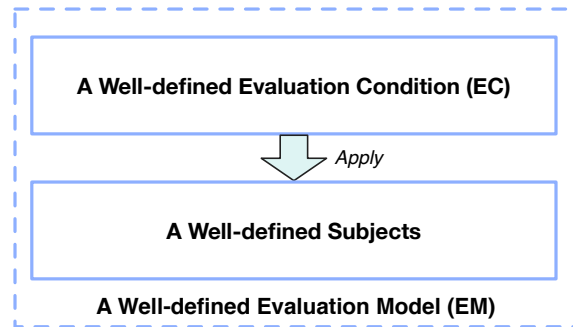 A Well-defined Evaluation Condition (EC)
Apply
A Well-defined Subjects
A Well-defined Evaluation Model (EM)